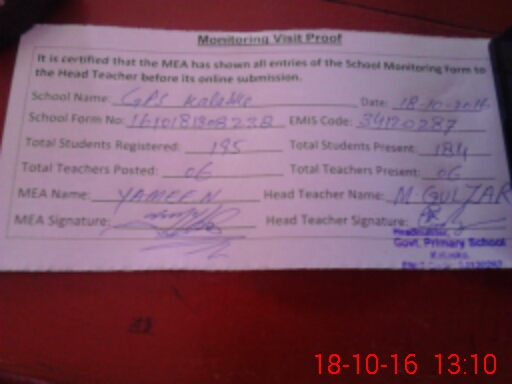 Monitoring Visit Proof
It is certified that the MEA has shown all entries of the School Monitoring Form to
the Head Teacher before its online submission.
School Name: GPS Date: 18-10-2016
School Form No: EMIS Code: 34120287
Total Students Registered: 195 Total Students Present: 184
Total Teachers Posted: 06 Total Teachers Present: 06
MEA Name: YAMEEN Head Teacher Name: M. GULZAR
MEA Signature: Head Teacher Signature:
Headmaster
Govt. Primary School
18-10-16 13:10